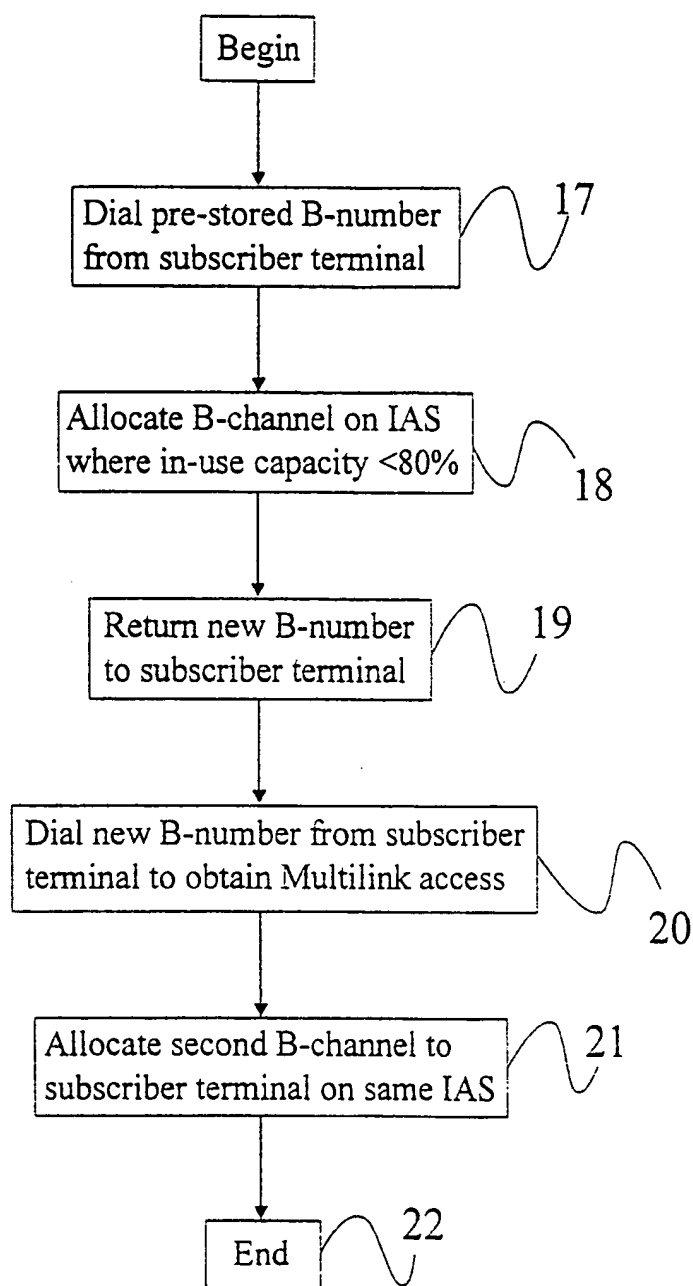 Begin
Dial pre-stored B-number
from subscriber terminal
17
Allocate B-channel on IAS
where in-use capacity <80%
18
Return new B-number
to subscriber terminal
19
Dial new B-number from subscriber
terminal to obtain Multilink access
20
Allocate second B-channel to
subscriber terminal on same IAS
21
End
22